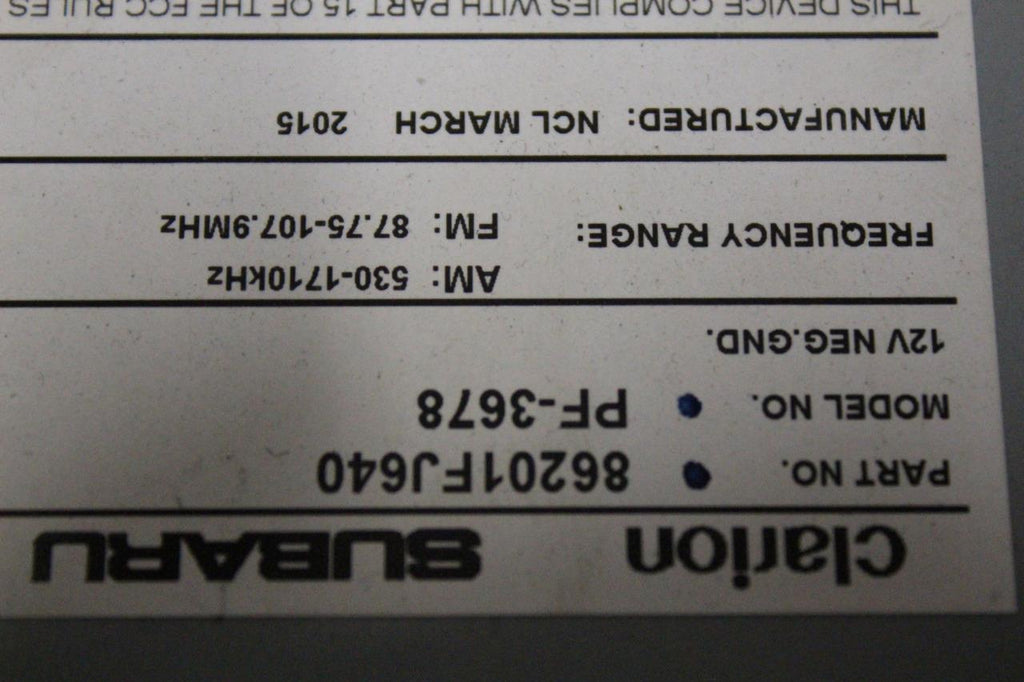 Clarion SUBARU
PART NO. 86201FJ640
MODEL NO. PF-3678
12V NEG.GND.
AM: 530-1710kHz
FREQUENCY RANGE: FM: 87.75-107.9MHz
MANUFACTURED: NCL MARCH 2015
THIS DEVICE COMPLIES WITH PART 15 OF THE FCC RULES